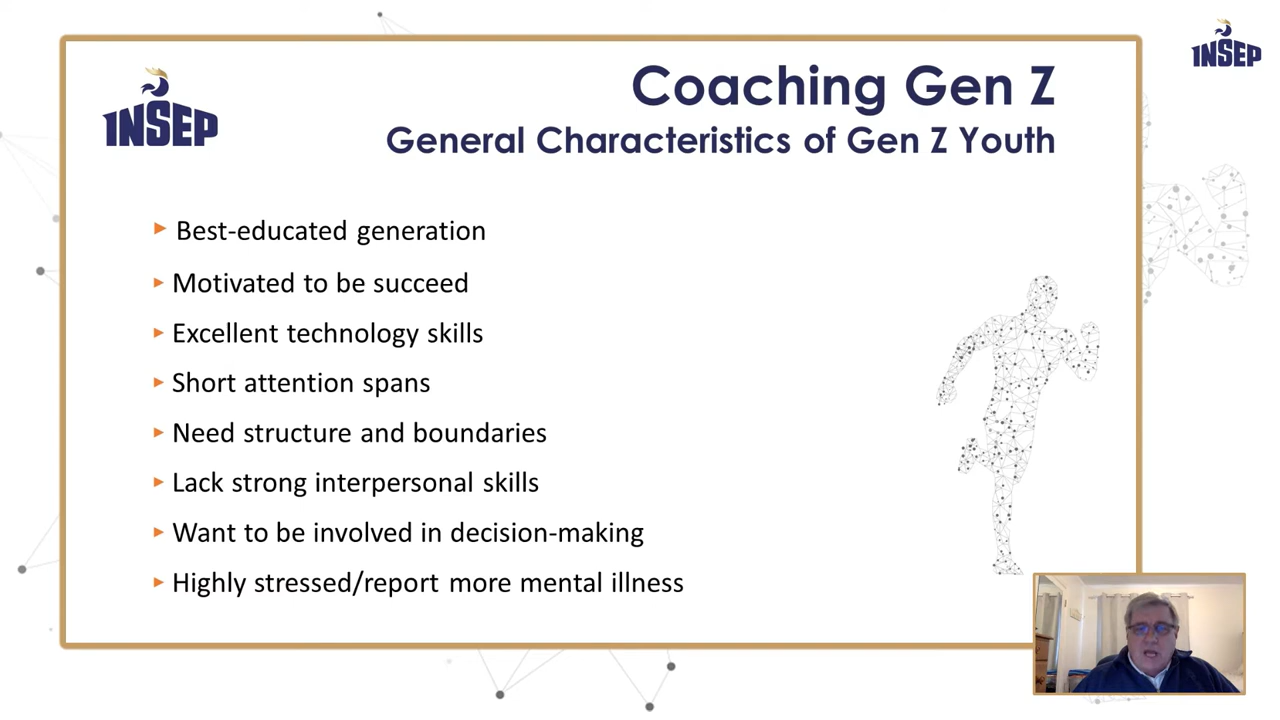 INSEP
INSEP
Coaching Gen Z
General Characteristics of Gen Z Youth
Best-educated generation
Motivated to be succeed
Excellent technology skills
Short attention spans
Need structure and boundaries
Lack strong interpersonal skills
Want to be involved in decision-making
Highly stressed/report more mental illness